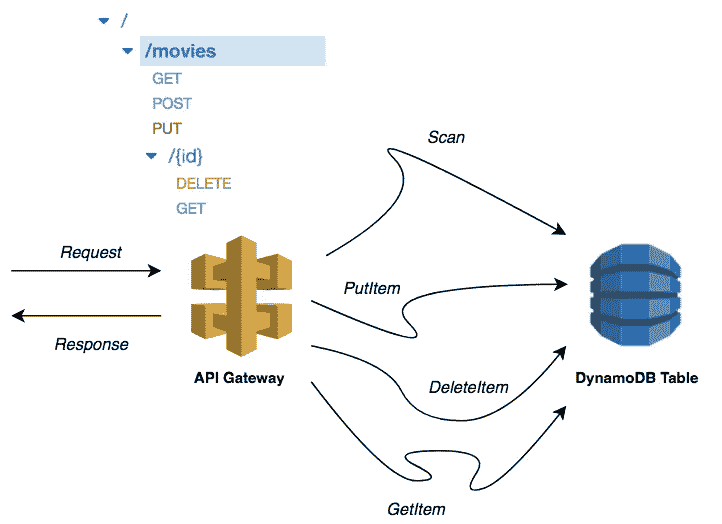 /
/movies
GET
POST
PUT
/{id}
DELETE
GET
Scan
Request
PutItem
Response
API Gateway
DeleteItem
DynamoDB Table
GetItem